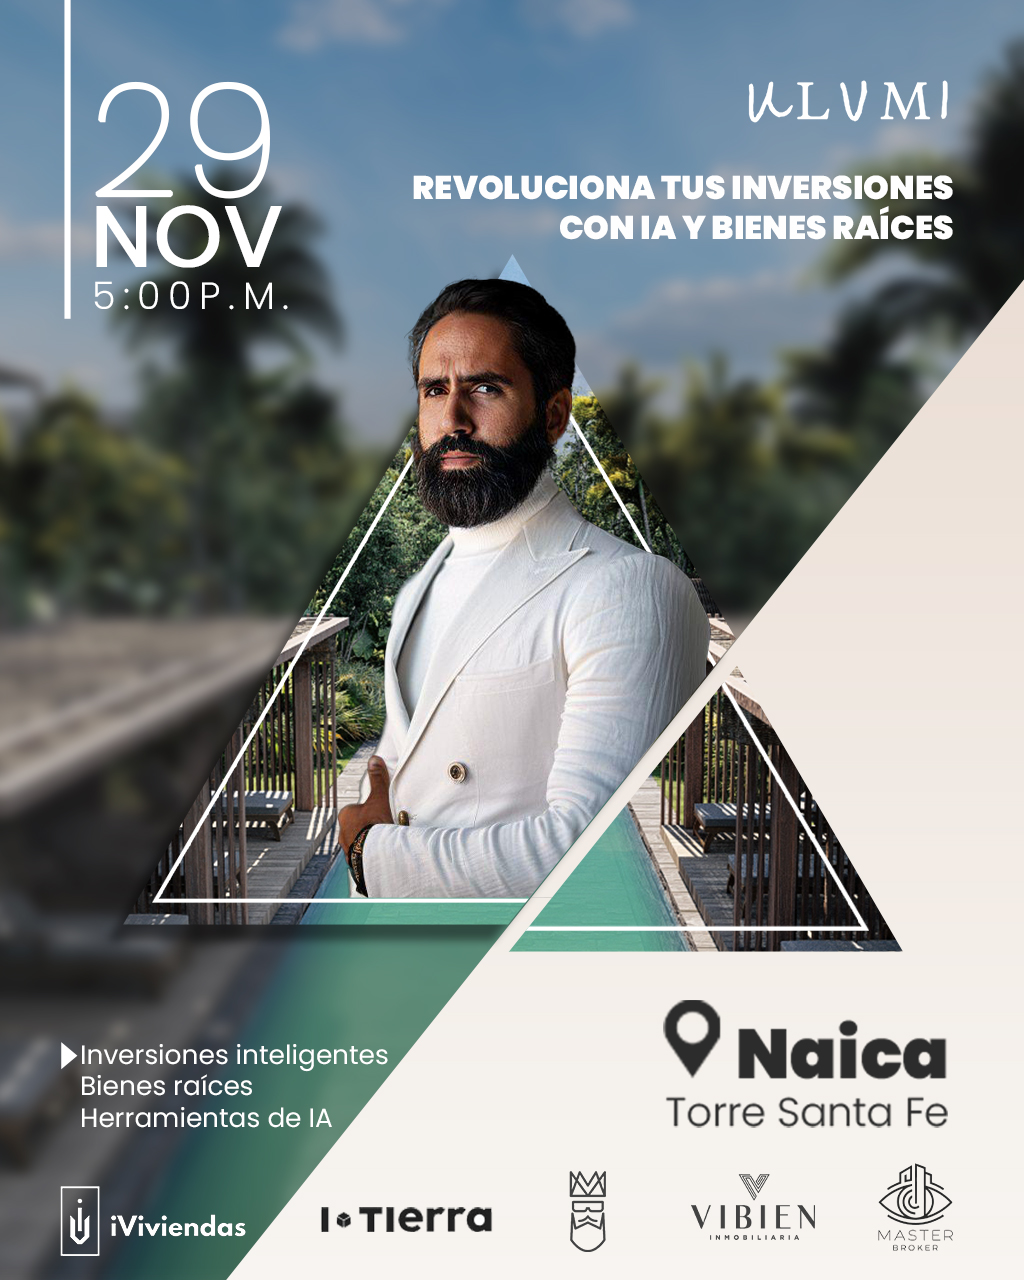 29
NOV
5:00P.M.
ULUMI
REVOLUCIONA TUS INVERSIONES
CON IA Y BIENES RAÍCES
Inversiones inteligentes
Bienes raíces
Herramientas de IA
Naica
Torre Santa Fe
iViviendas
I TIerra
VIBIEN
INMOBILIARIA
MASTER
BROKER